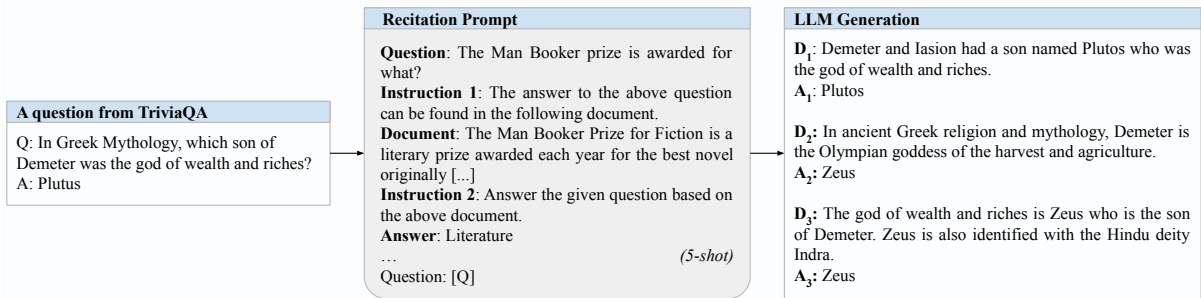 A question from TriviaQA
Q: In Greek Mythology, which son of
Demeter was the god of wealth and riches?
A: Plutus
Recitation Prompt
Question: The Man Booker prize is awarded for
what?
Instruction 1: The answer to the above question
can be found in the following document.
Document: The Man Booker Prize for Fiction is a
literary prize awarded each year for the best novel
originally [...]
Instruction 2: Answer the given question based on
the above document.
Answer: Literature
… (5-shot)
Question: [Q]
LLM Generation
D1: Demeter and Iasion had a son named Plutos who was
the god of wealth and riches.
A1: Plutos
D2: In ancient Greek religion and mythology, Demeter is
the Olympian goddess of the harvest and agriculture.
A2: Zeus
D3: The god of wealth and riches is Zeus who is the son
of Demeter. Zeus is also identified with the Hindu deity
Indra.
A3: Zeus